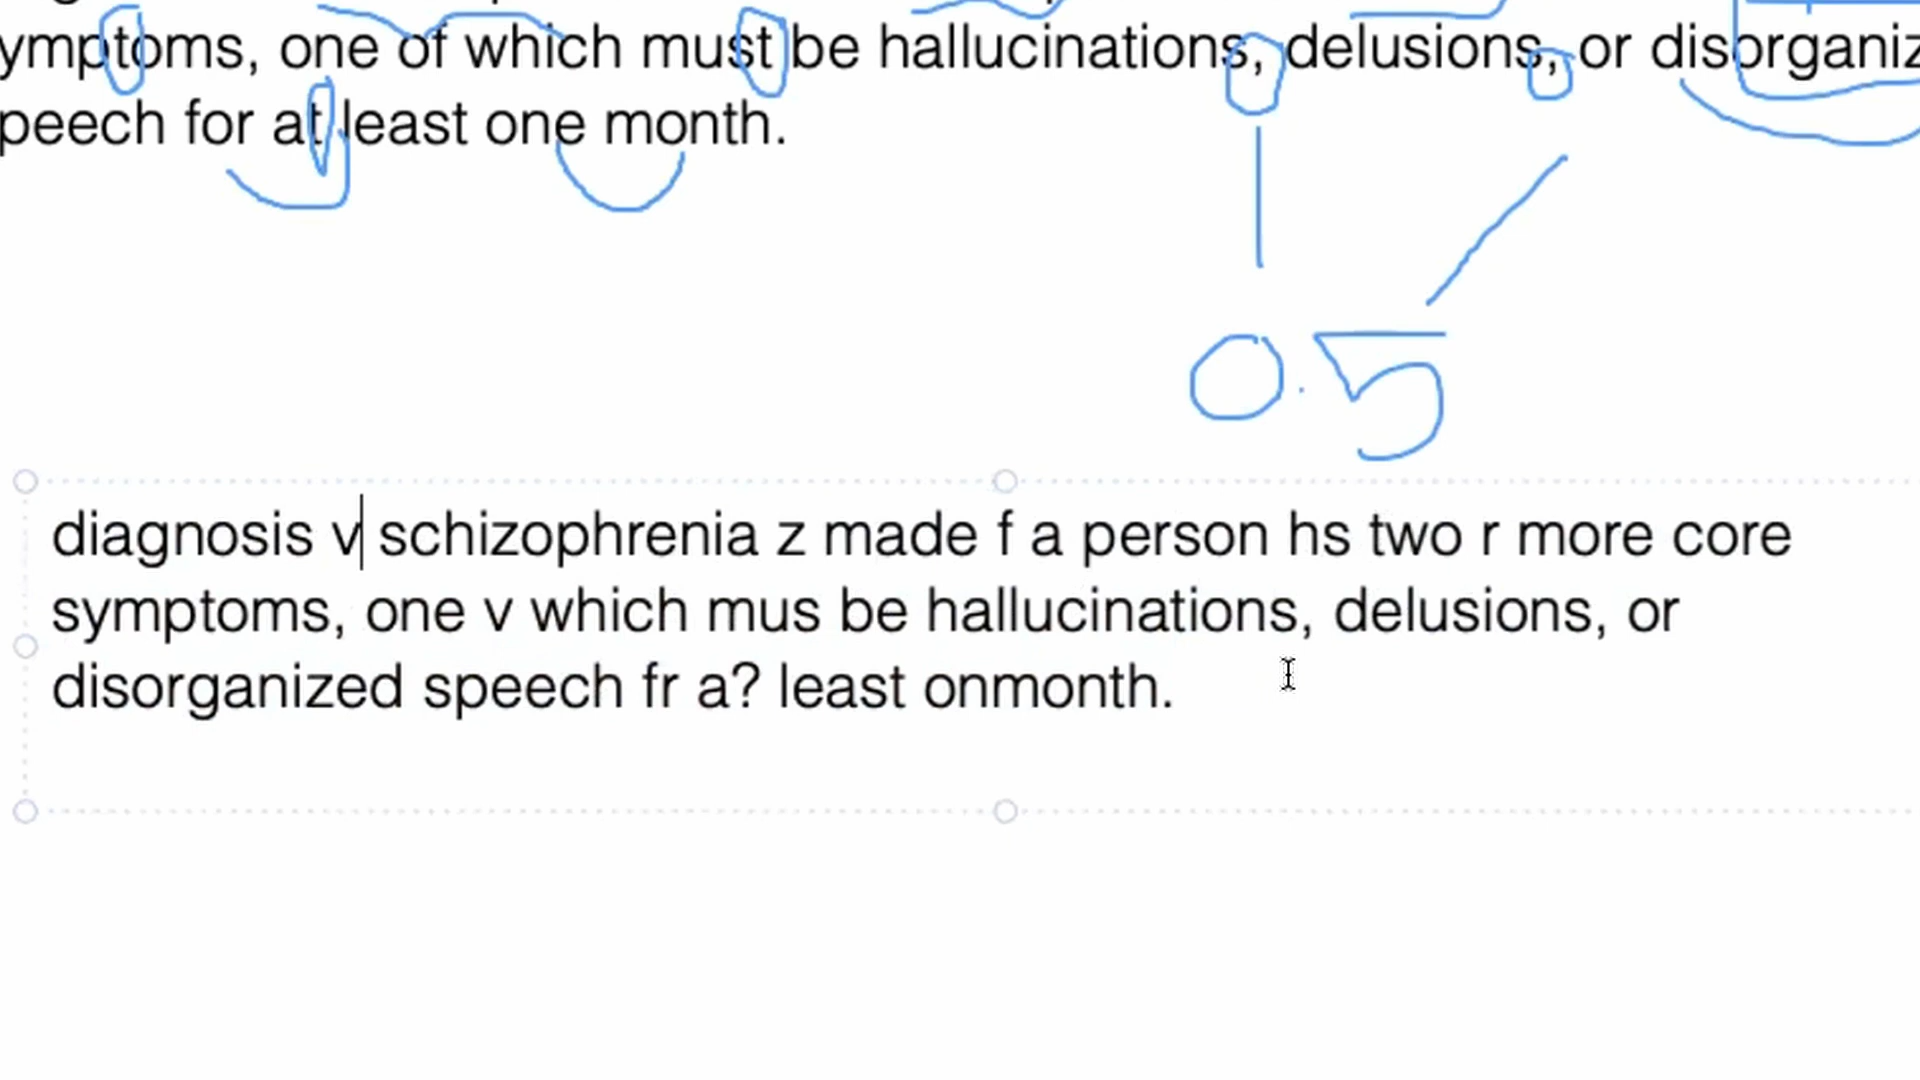 ymptoms, one of which must be hallucinations, delusions, or disorganiz
peech for at least one month.
0.5
diagnosis v schizophrenia z made f a person hs two r more core
symptoms, one v which mus be hallucinations, delusions, or
disorganized speech fr a? least onmonth.